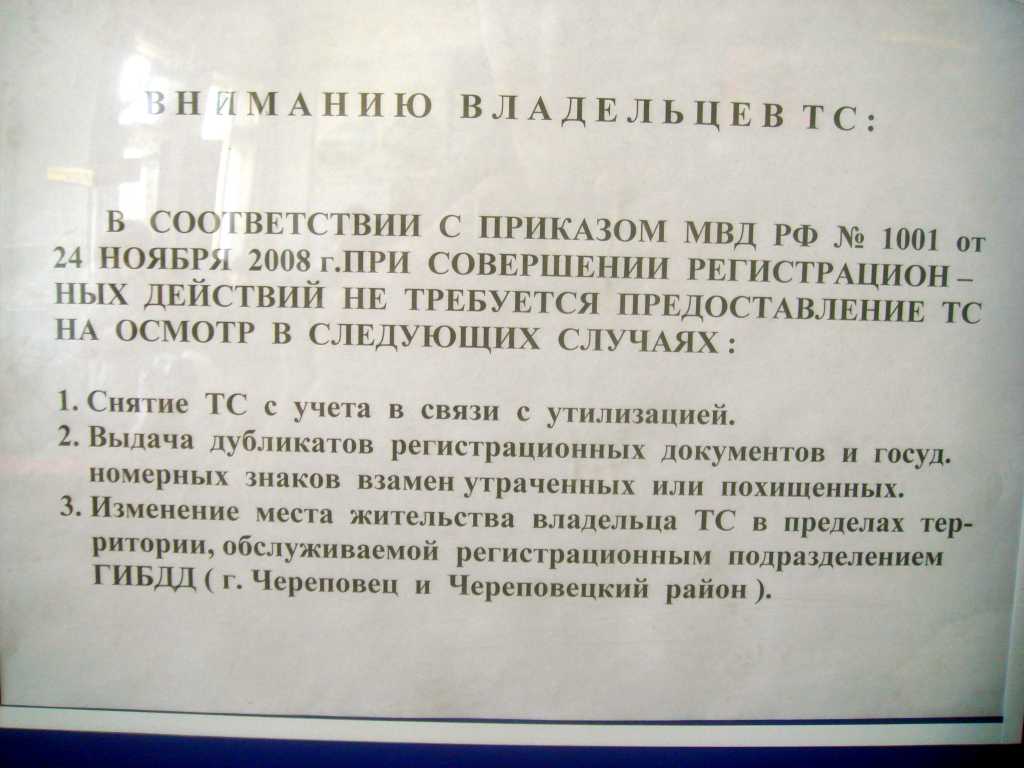 ВНИМАНИЮ ВЛАДЕЛЬЦЕВ ТС:
В СООТВЕТСТВИИ С ПРИКАЗОМ МВД РФ № 1001 от
24 НОЯБРЯ 2008 г.ПРИ СОВЕРШЕНИИ РЕГИСТРАЦИОН –
НЫХ ДЕЙСТВИЙ НЕ ТРЕБУЕТСЯ ПРЕДОСТАВЛЕНИЕ ТС
НА ОСМОТР В СЛЕДУЮЩИХ СЛУЧАЯХ :
1. Снятие ТС с учета в связи с утилизацией.
2. Выдача дубликатов регистрационных документов и госуд.
номерных знаков взамен утраченных или похищенных.
3. Изменение места жительства владельца ТС в пределах тер-
ритории, обслуживаемой регистрационным подразделением
ГИБДД ( г. Череповец и Череповецкий район ).